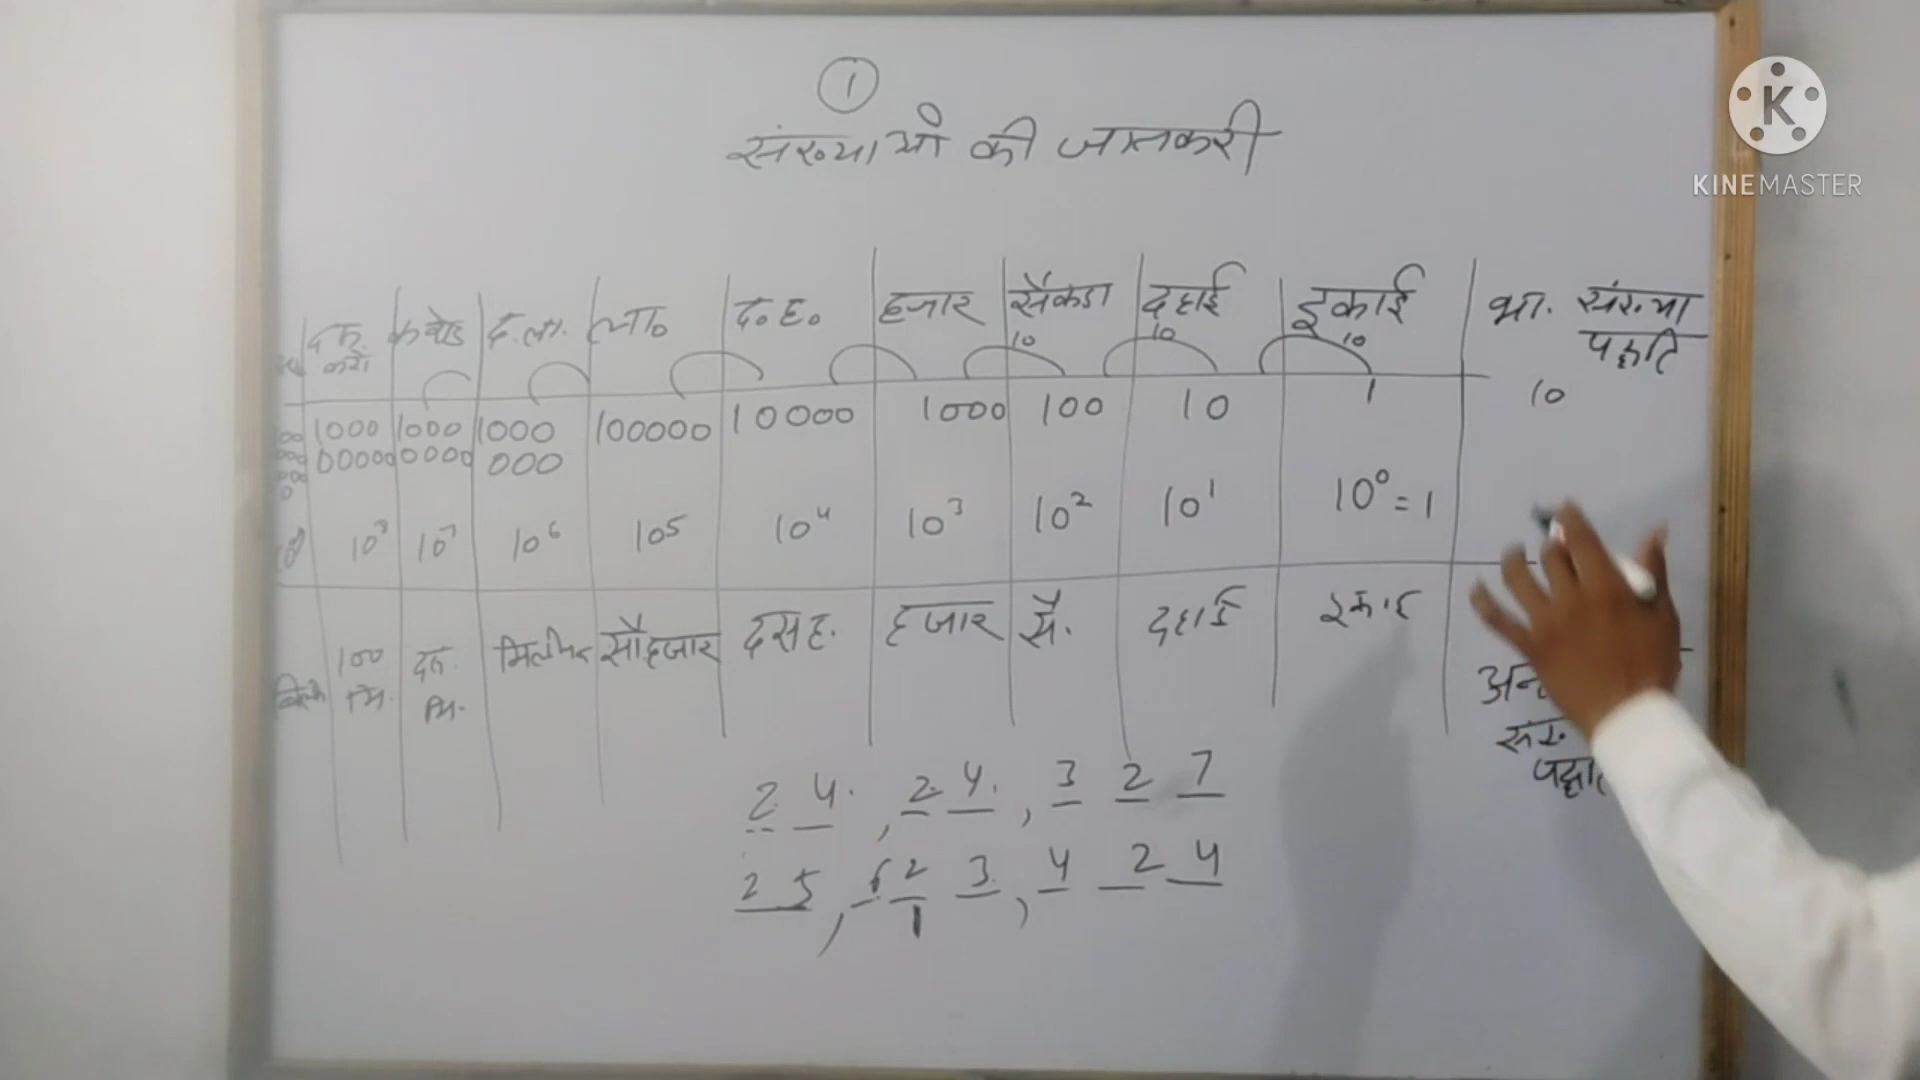 1
संख्याओ की जानकरी
करो
करोड द.ला. ला० द.ह. हजार सैकडा दहाई इकाई भा. संख्या
पद्धति
10 10 10
1000 1000 1000 100000 10000 1000 100 10 1 10
00000 0000 000
10⁷ 10⁶ 10⁵ 10⁴ 10³ 10² 10¹ 10⁰ = 1
100 मि. दस. मि. मिलीयन सौ हजार दस ह. हजार सै. दहाई इकाई
2 4 , 2 4 , 3 2 7
2 5 , 6 2 3 , 4 2 4
1
KINEMASTER